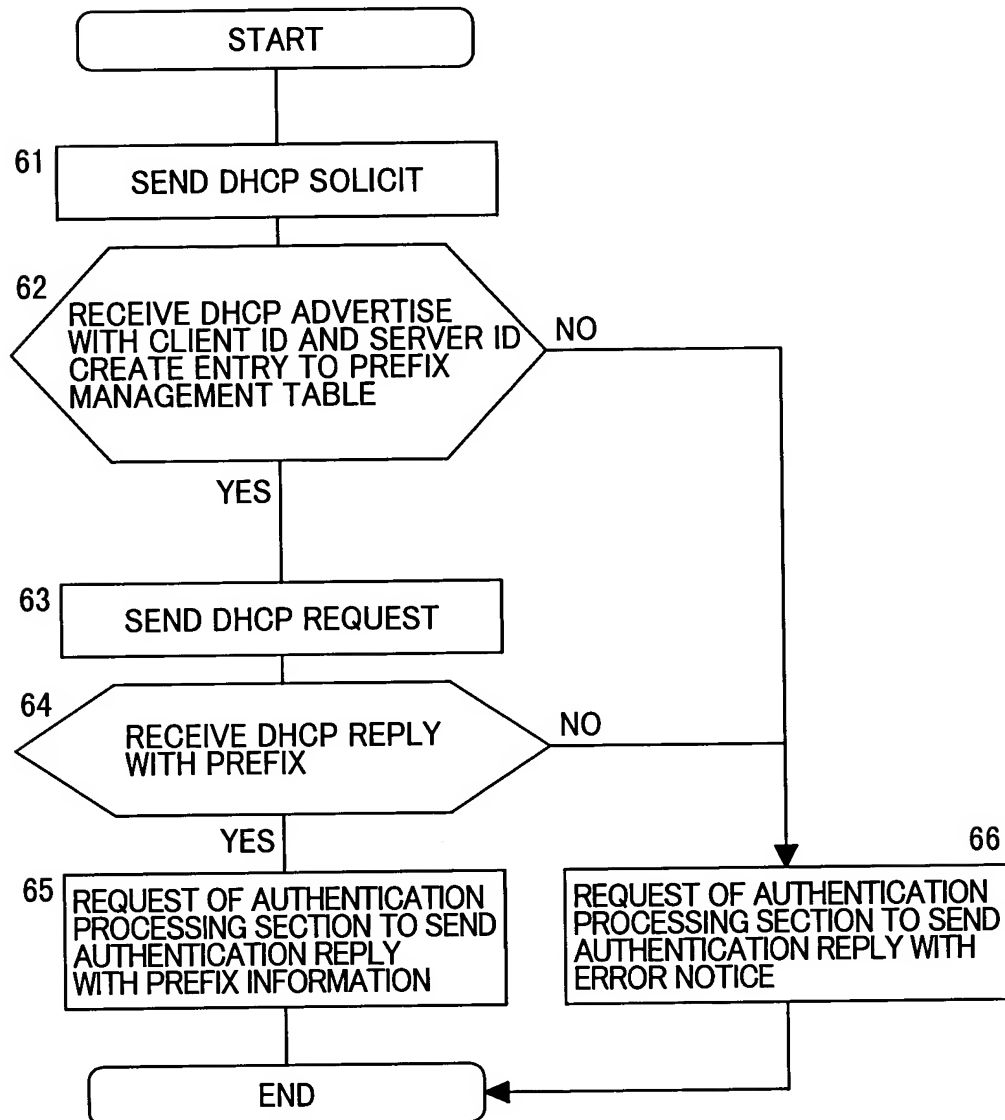 START
61
SEND DHCP SOLICIT
62
RECEIVE DHCP ADVERTISE
WITH CLIENT ID AND SERVER ID
CREATE ENTRY TO PREFIX
MANAGEMENT TABLE
NO
YES
63
SEND DHCP REQUEST
64
RECEIVE DHCP REPLY
WITH PREFIX
NO
YES
65
REQUEST OF AUTHENTICATION
PROCESSING SECTION TO SEND
AUTHENTICATION REPLY
WITH PREFIX INFORMATION
66
REQUEST OF AUTHENTICATION
PROCESSING SECTION TO SEND
AUTHENTICATION REPLY WITH
ERROR NOTICE
END